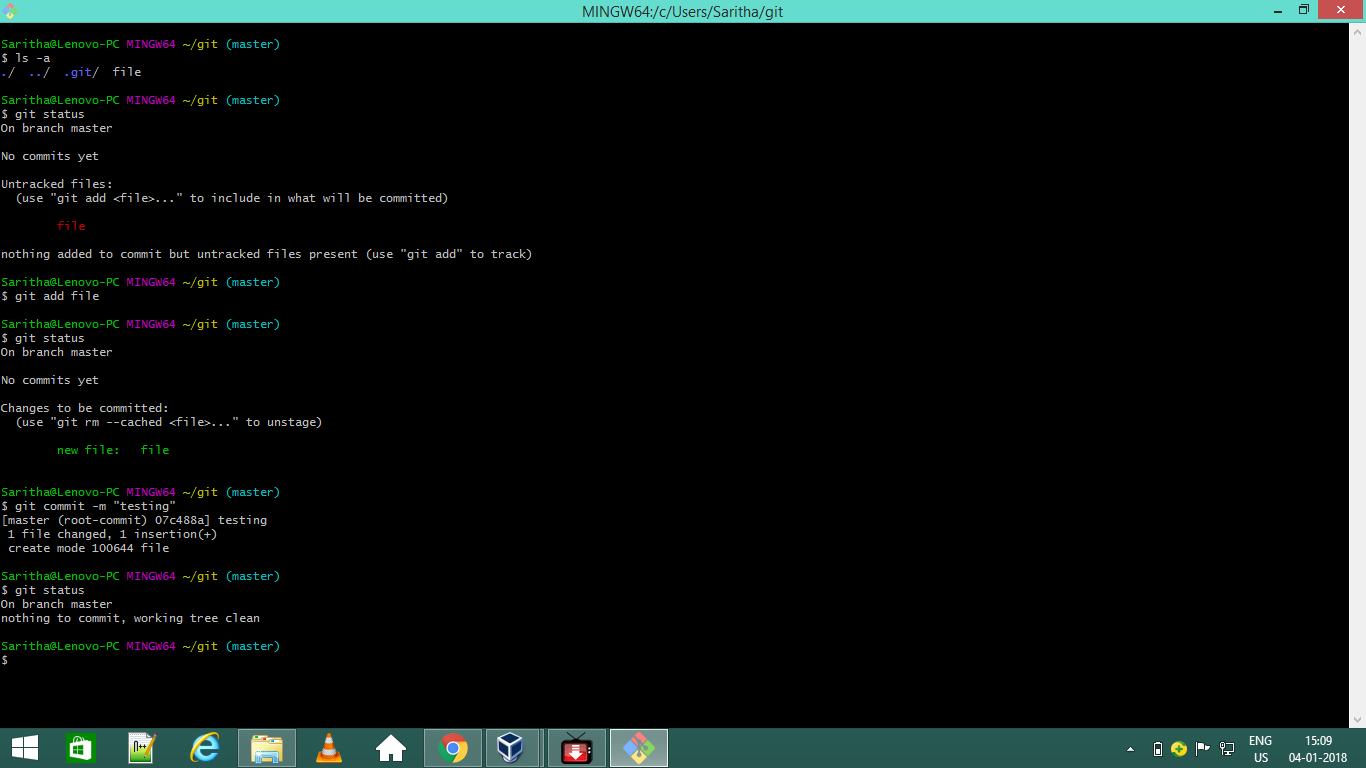 MINGW64:/c/Users/Saritha/git
Saritha@Lenovo-PC MINGW64 ~/git (master)
$ ls -a
./  ../  .git/  file
Saritha@Lenovo-PC MINGW64 ~/git (master)
$ git status
On branch master
No commits yet
Untracked files:
  (use "git add <file>..." to include in what will be committed)
        file
nothing added to commit but untracked files present (use "git add" to track)
Saritha@Lenovo-PC MINGW64 ~/git (master)
$ git add file
Saritha@Lenovo-PC MINGW64 ~/git (master)
$ git status
On branch master
No commits yet
Changes to be committed:
  (use "git rm --cached <file>..." to unstage)
        new file:   file
Saritha@Lenovo-PC MINGW64 ~/git (master)
$ git commit -m "testing"
[master (root-commit) 07c488a] testing
 1 file changed, 1 insertion(+)
 create mode 100644 file
Saritha@Lenovo-PC MINGW64 ~/git (master)
$ git status
On branch master
nothing to commit, working tree clean
Saritha@Lenovo-PC MINGW64 ~/git (master)
$
ENG 15:09
US 04-01-2018